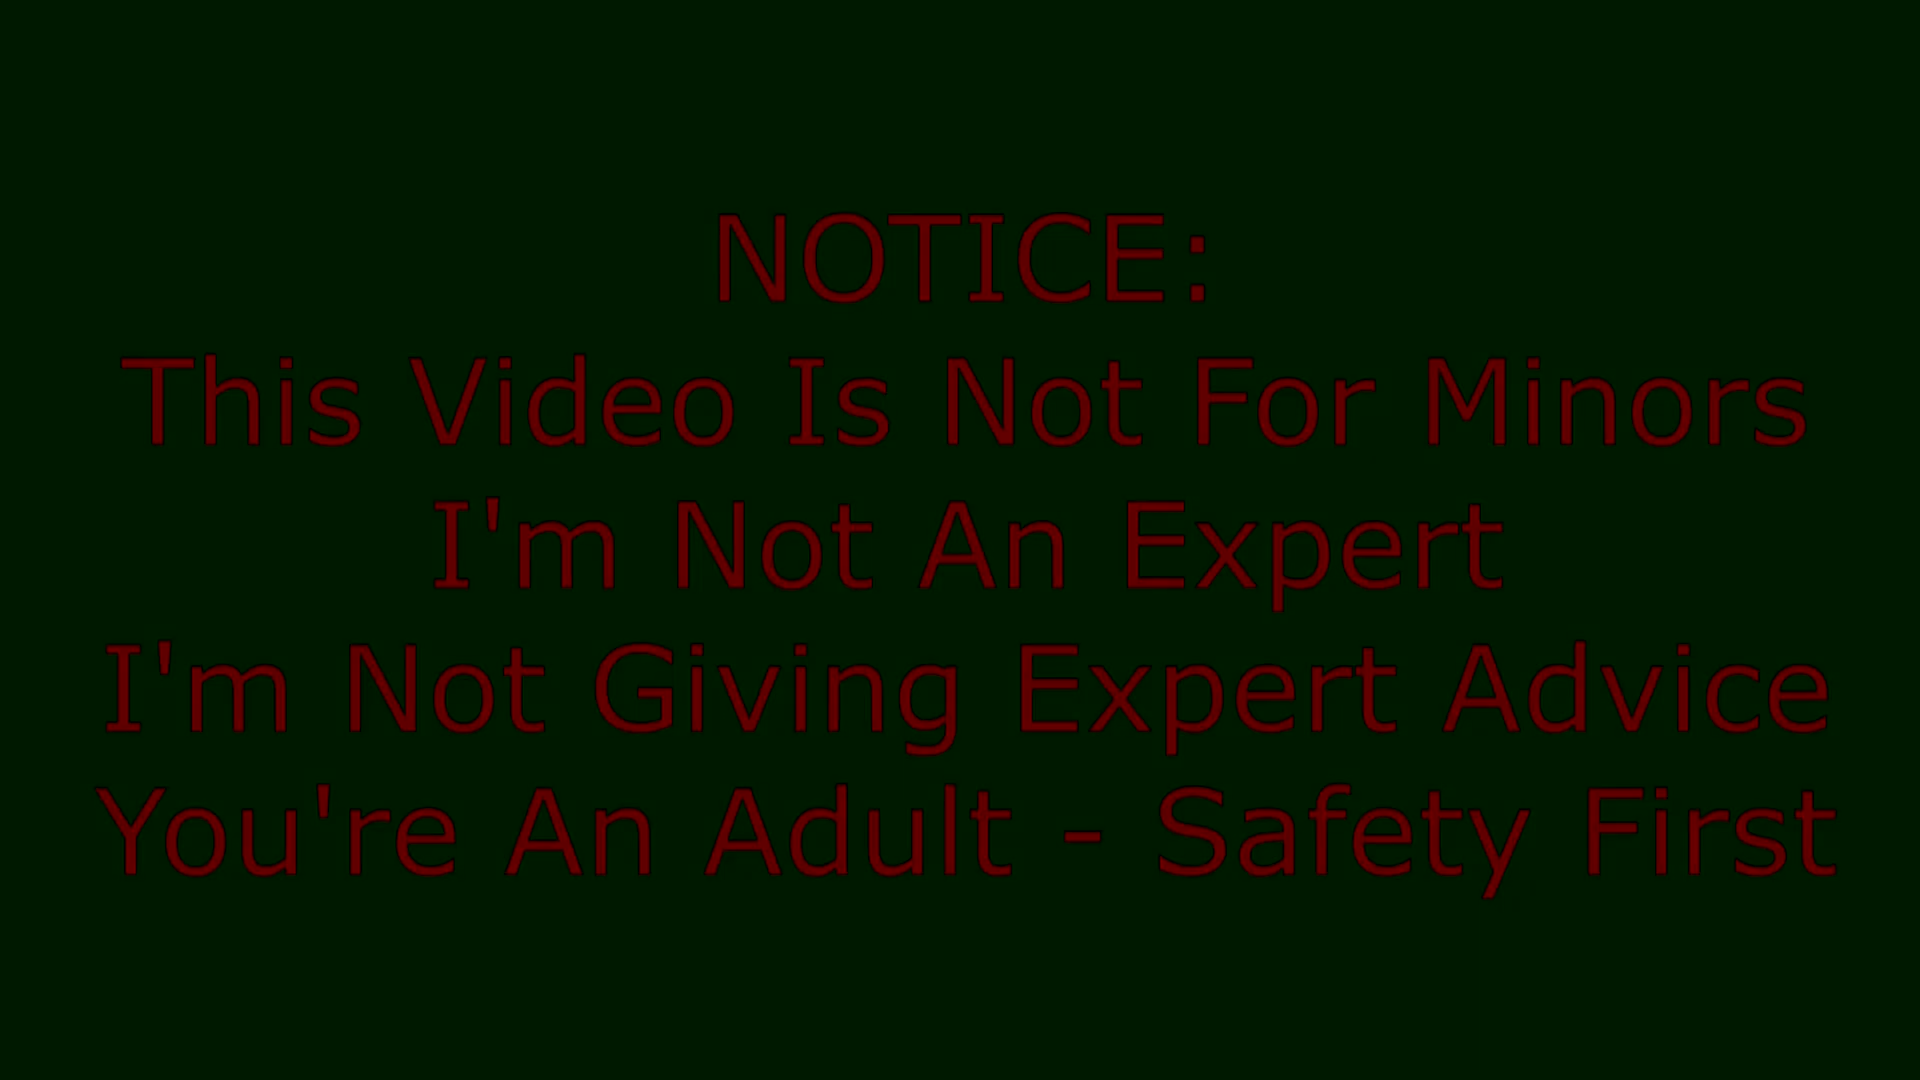 NOTICE:
This Video Is Not For Minors
I'm Not An Expert
I'm Not Giving Expert Advice
You're An Adult - Safety First